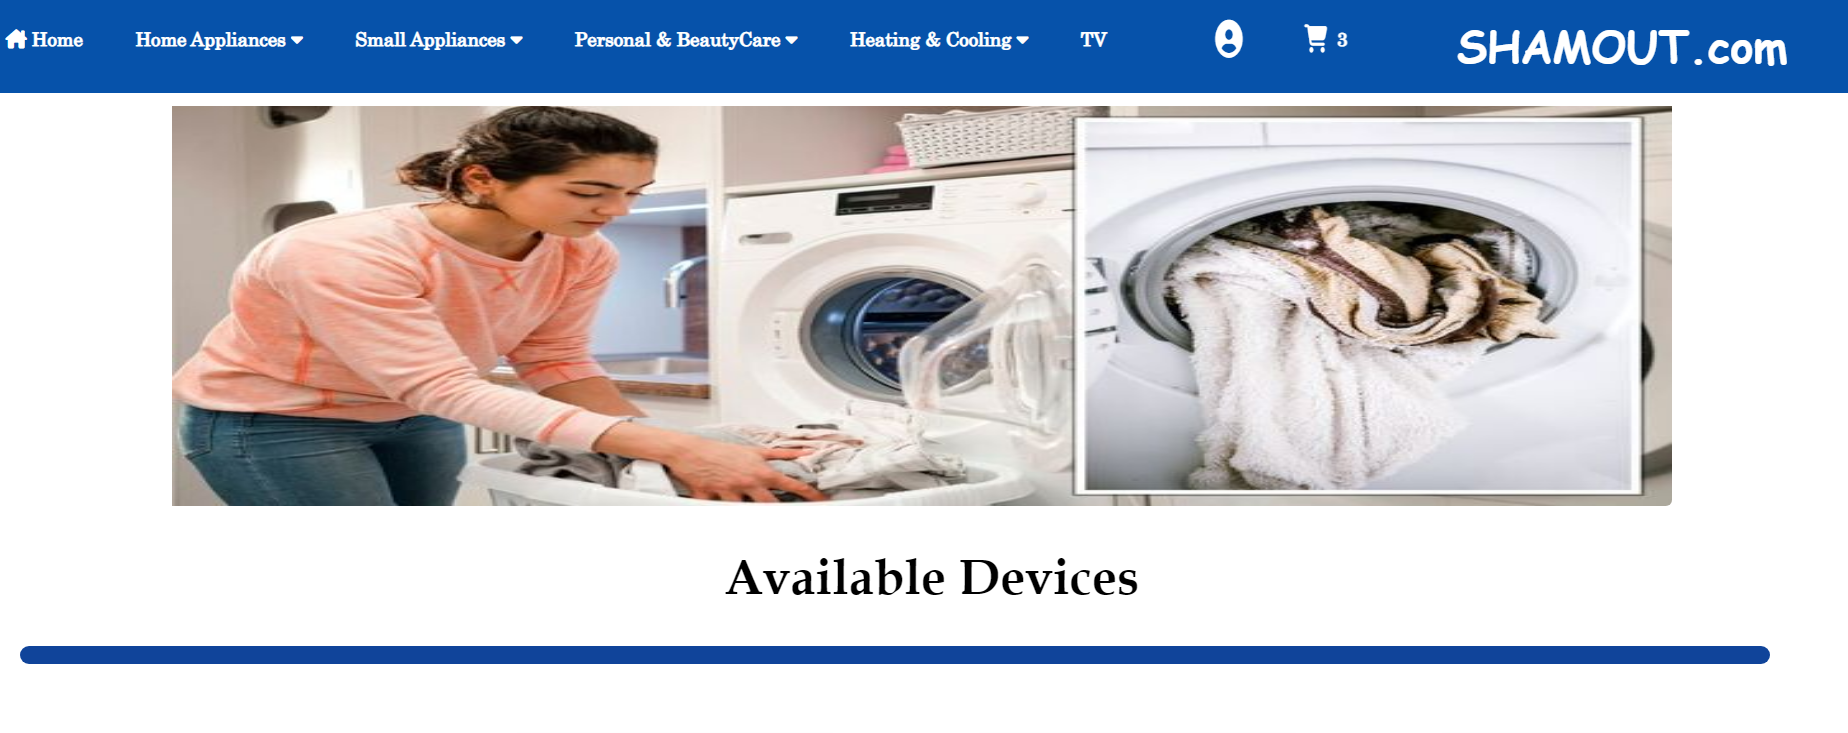 Home Home Appliances Small Appliances Personal & BeautyCare Heating & Cooling TV 3 SHAMOUT.com
Available Devices